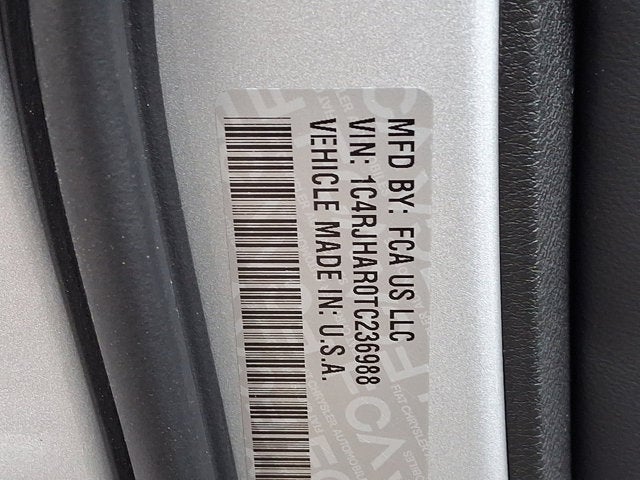 MFD BY: FCA US LLC
VIN: 1C4RJHAR0TC236988
VEHICLE MADE IN: U.S.A.